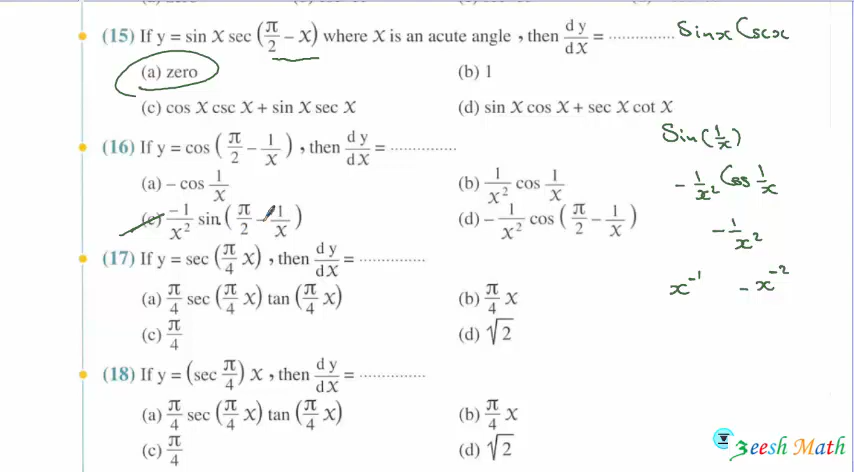 (15) If y = sin x sec (π/2 − x) where x is an acute angle , then dy/dx = ............... Sinx Cscx
(a) zero (b) 1
(c) cos x csc x + sin x sec x (d) sin x cos x + sec x cot x
Sin(1/x)
(16) If y = cos (π/2 − 1/x) , then dy/dx = ...............
(a) − cos 1/x (b) 1/x² cos 1/x - 1/x² Cos 1/x
(c) −1/x² sin (π/2 − 1/x) (d) − 1/x² cos (π/2 − 1/x)
- 1/x²
(17) If y = sec (π/4 x) , then dy/dx = ...............
x⁻¹ - x⁻²
(a) π/4 sec (π/4 x) tan (π/4 x) (b) π/4 x
(c) π/4 (d) √2
(18) If y = (sec π/4) x , then dy/dx = ...............
(a) π/4 sec (π/4 x) tan (π/4 x) (b) π/4 x
(c) π/4 (d) √2
3eesh Math